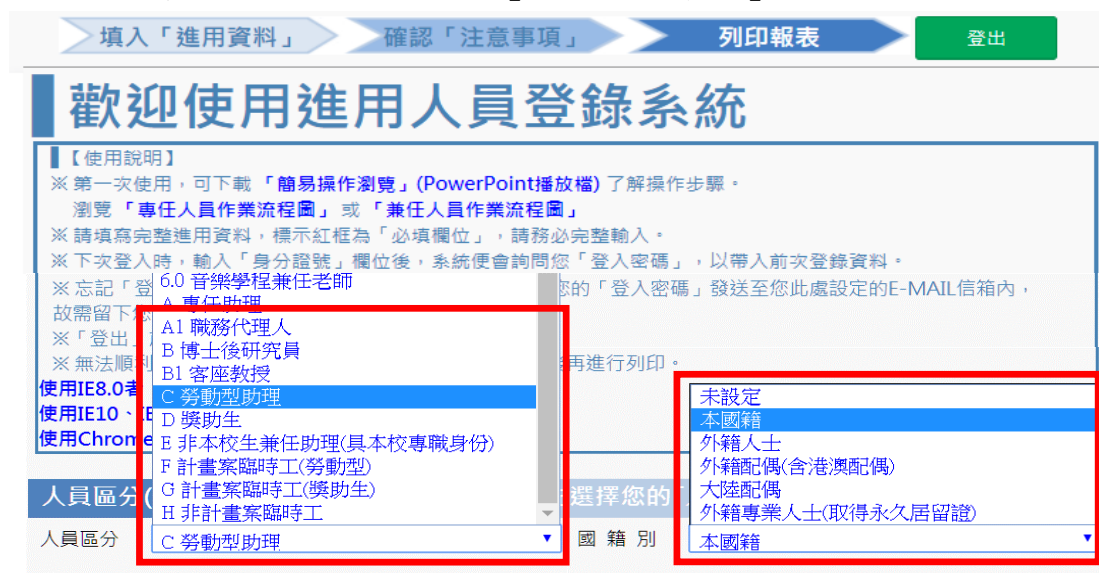 填入「進用資料」 確認「注意事項」 列印報表 登出
歡迎使用進用人員登錄系統
【使用說明】
※第一次使用，可下載「簡易操作瀏覽」(PowerPoint播放檔) 了解操作步驟。
瀏覽「專任人員作業流程圖」 或「兼任人員作業流程圖」
※請填寫完整進用資料，標示紅框為「必填欄位」，請務必完整輸入。
※下次登入時，輸入「身分證號」欄位後，系統便會詢問您「登入密碼」，以帶入前次登錄資料。
※忘記「登
的「登入密碼」發送至您此處設定的E-MAIL信箱內，
故需留下您
※「登出」
※無法順利
再進行列印。
使用IE8.0者
使用IE10、IE
使用Chrome
6.0 音樂學程兼任老師
A 專任助理
A1 職務代理人
B 博士後研究員
B1 客座教授
C 勞動型助理
D 獎助生
E 非本校生兼任助理(具本校專職身份)
F 計畫案臨時工(勞動型)
G 計畫案臨時工(獎助生)
H 非計畫案臨時工
未設定
本國籍
外籍人士
外籍配偶(含港澳配偶)
大陸配偶
外籍專業人士(取得永久居留證)
人員區分(
選擇您的「
人員區分 C 勞動型助理 國 籍 別 本國籍